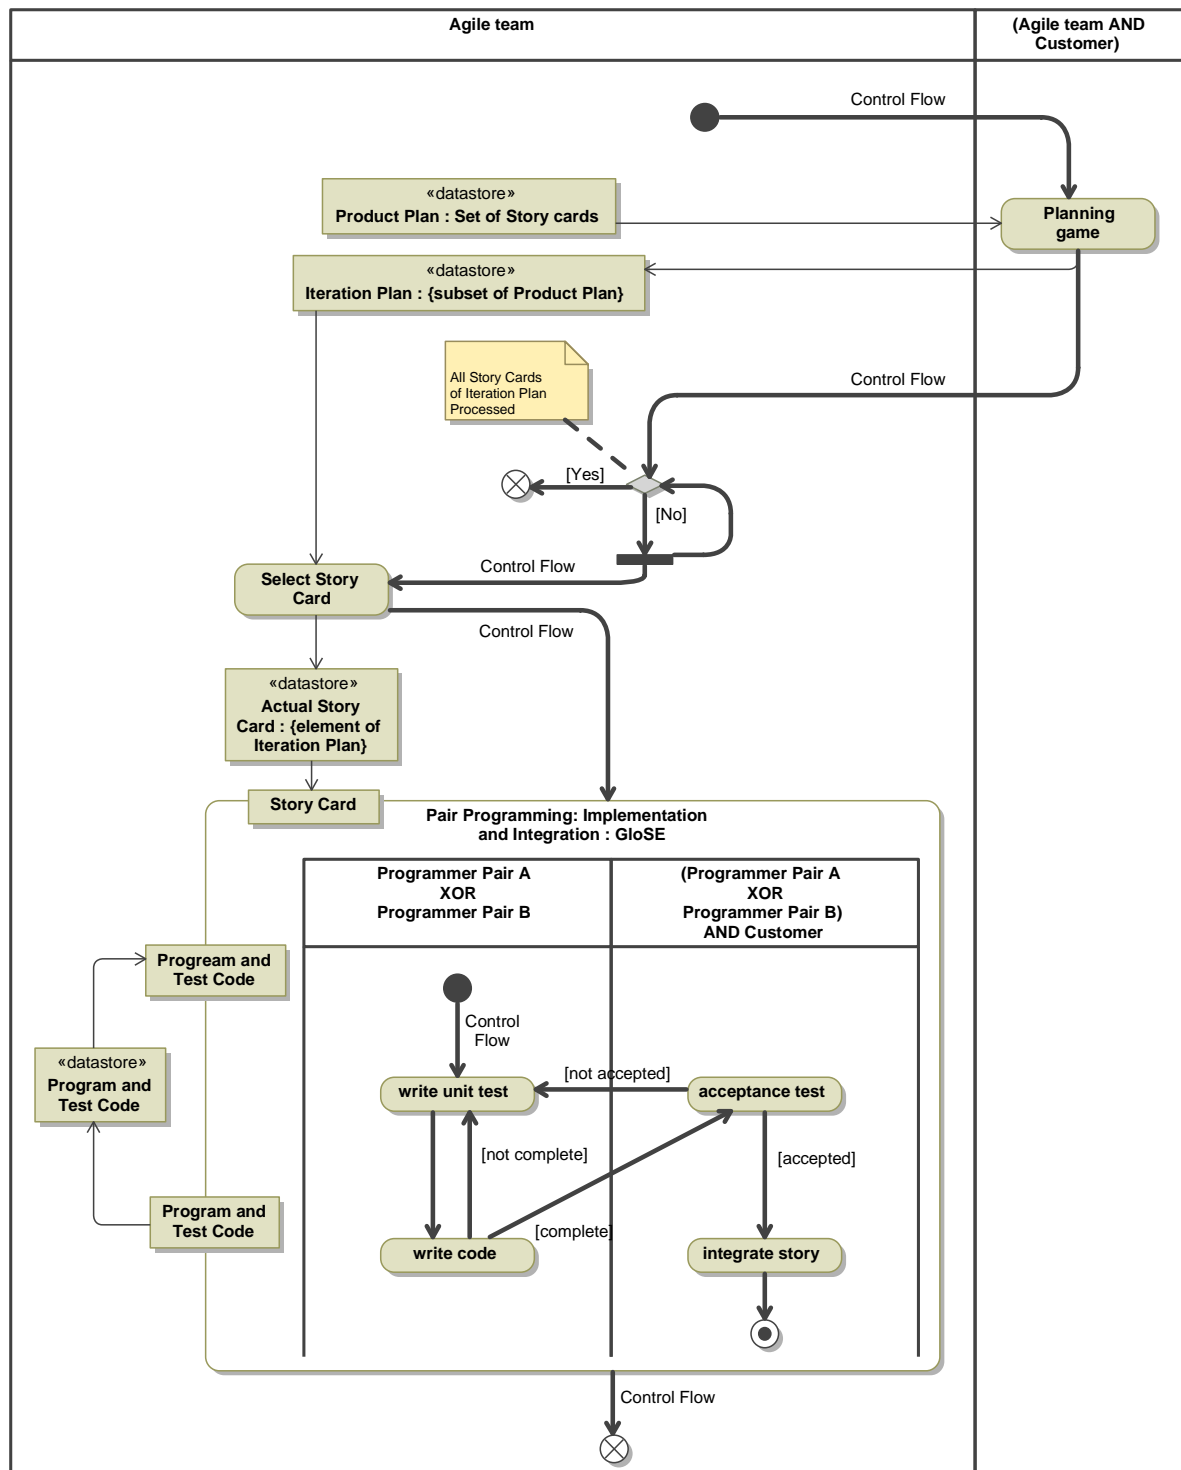 Agile team
(Agile team AND
Customer)
Control Flow
«datastore»
Product Plan : Set of Story cards
Planning
game
«datastore»
Iteration Plan : {subset of Product Plan}
All Story Cards
of Iteration Plan
Processed
Control Flow
[Yes]
[No]
Control Flow
Select Story
Card
Control Flow
«datastore»
Actual Story
Card : {element of
Iteration Plan}
Story Card
Pair Programming: Implementation
and Integration : GloSE
Programmer Pair A
XOR
Programmer Pair B
(Programmer Pair A
XOR
Programmer Pair B)
AND Customer
Progream and
Test Code
Control
Flow
«datastore»
Program and
Test Code
[not accepted]
write unit test
acceptance test
[not complete]
[accepted]
Program and
Test Code
[complete]
write code
integrate story
Control Flow